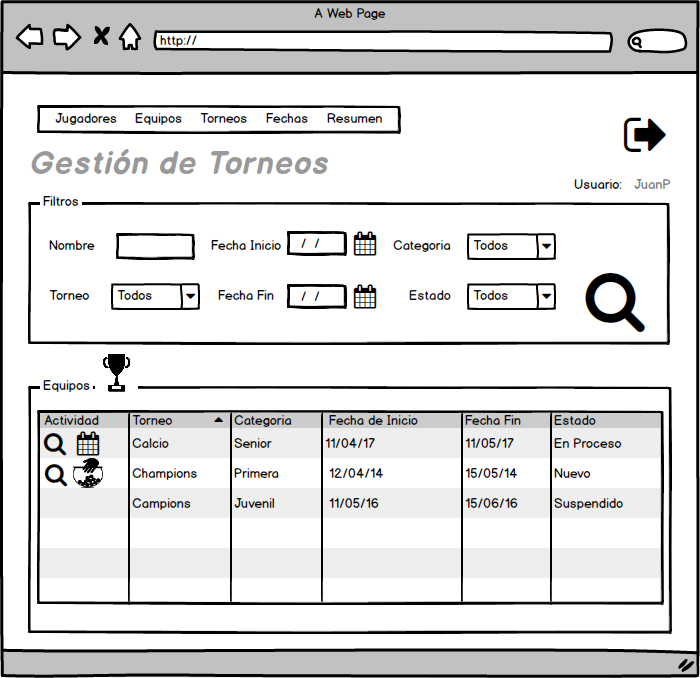 A Web Page
http://
Jugadores Equipos Torneos Fechas Resumen
Gestión de Torneos
Usuario: JuanP
Filtros
Nombre Fecha Inicio / / Categoria Todos
Torneo Todos Fecha Fin / / Estado Todos
Equipos
Actividad Torneo Categoria Fecha de Inicio Fecha Fin Estado
Calcio Senior 11/04/17 11/05/17 En Proceso
Champions Primera 12/04/14 15/05/14 Nuevo
Campions Juvenil 11/05/16 15/06/16 Suspendido